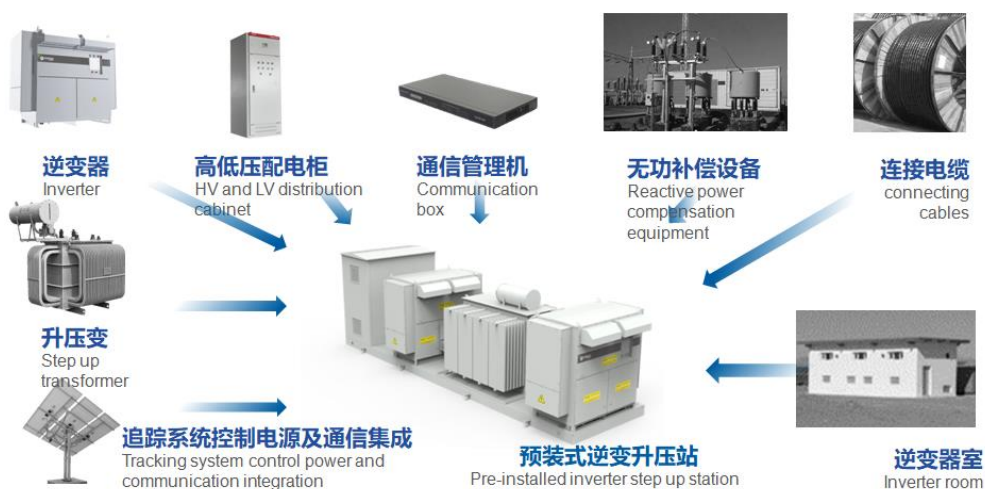 逆变器
Inverter
高低压配电柜
HV and LV distribution
cabinet
通信管理机
Communication
box
无功补偿设备
Reactive power
compensation
equipment
连接电缆
connecting
cables
升压变
Step up
transformer
追踪系统控制电源及通信集成
Tracking system control power and
communication integration
预装式逆变升压站
Pre-installed inverter step up station
逆变器室
Inverter room